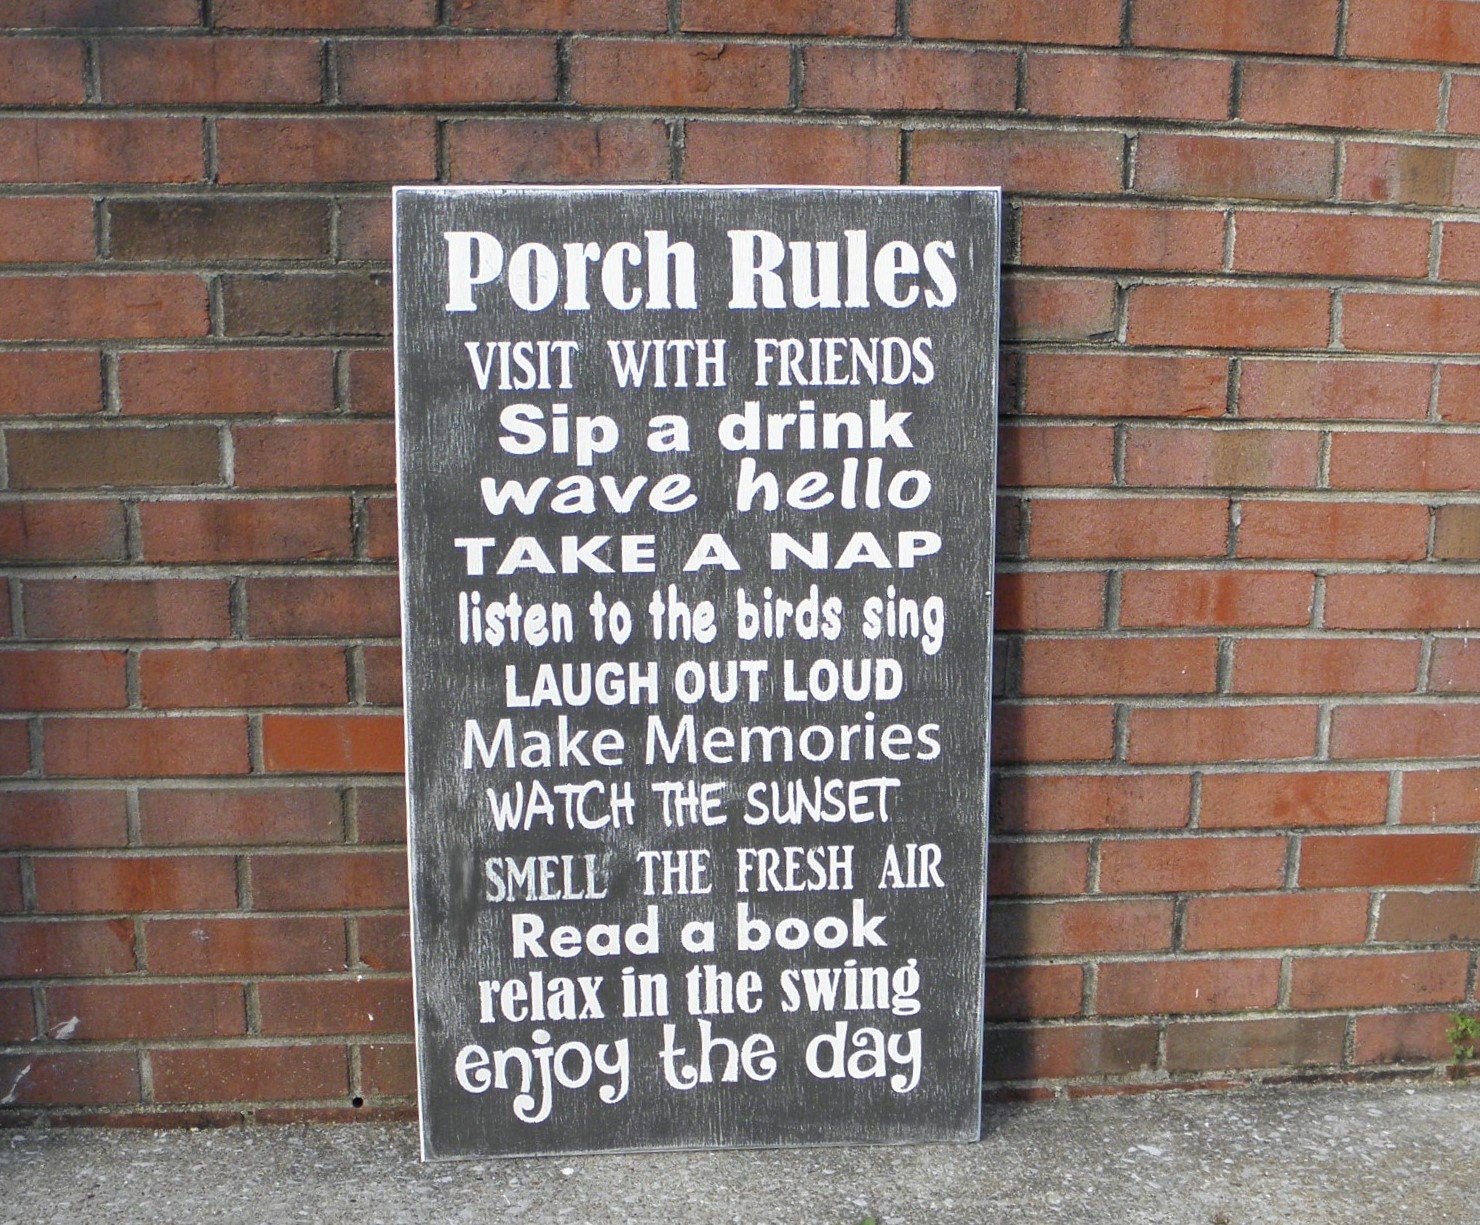 Porch Rules
VISIT WITH FRIENDS
Sip a drink
wave hello
TAKE A NAP
listen to the birds sing
LAUGH OUT LOUD
Make Memories
WATCH THE SUNSET
SMELL THE FRESH AIR
Read a book
relax in the swing
enjoy the day